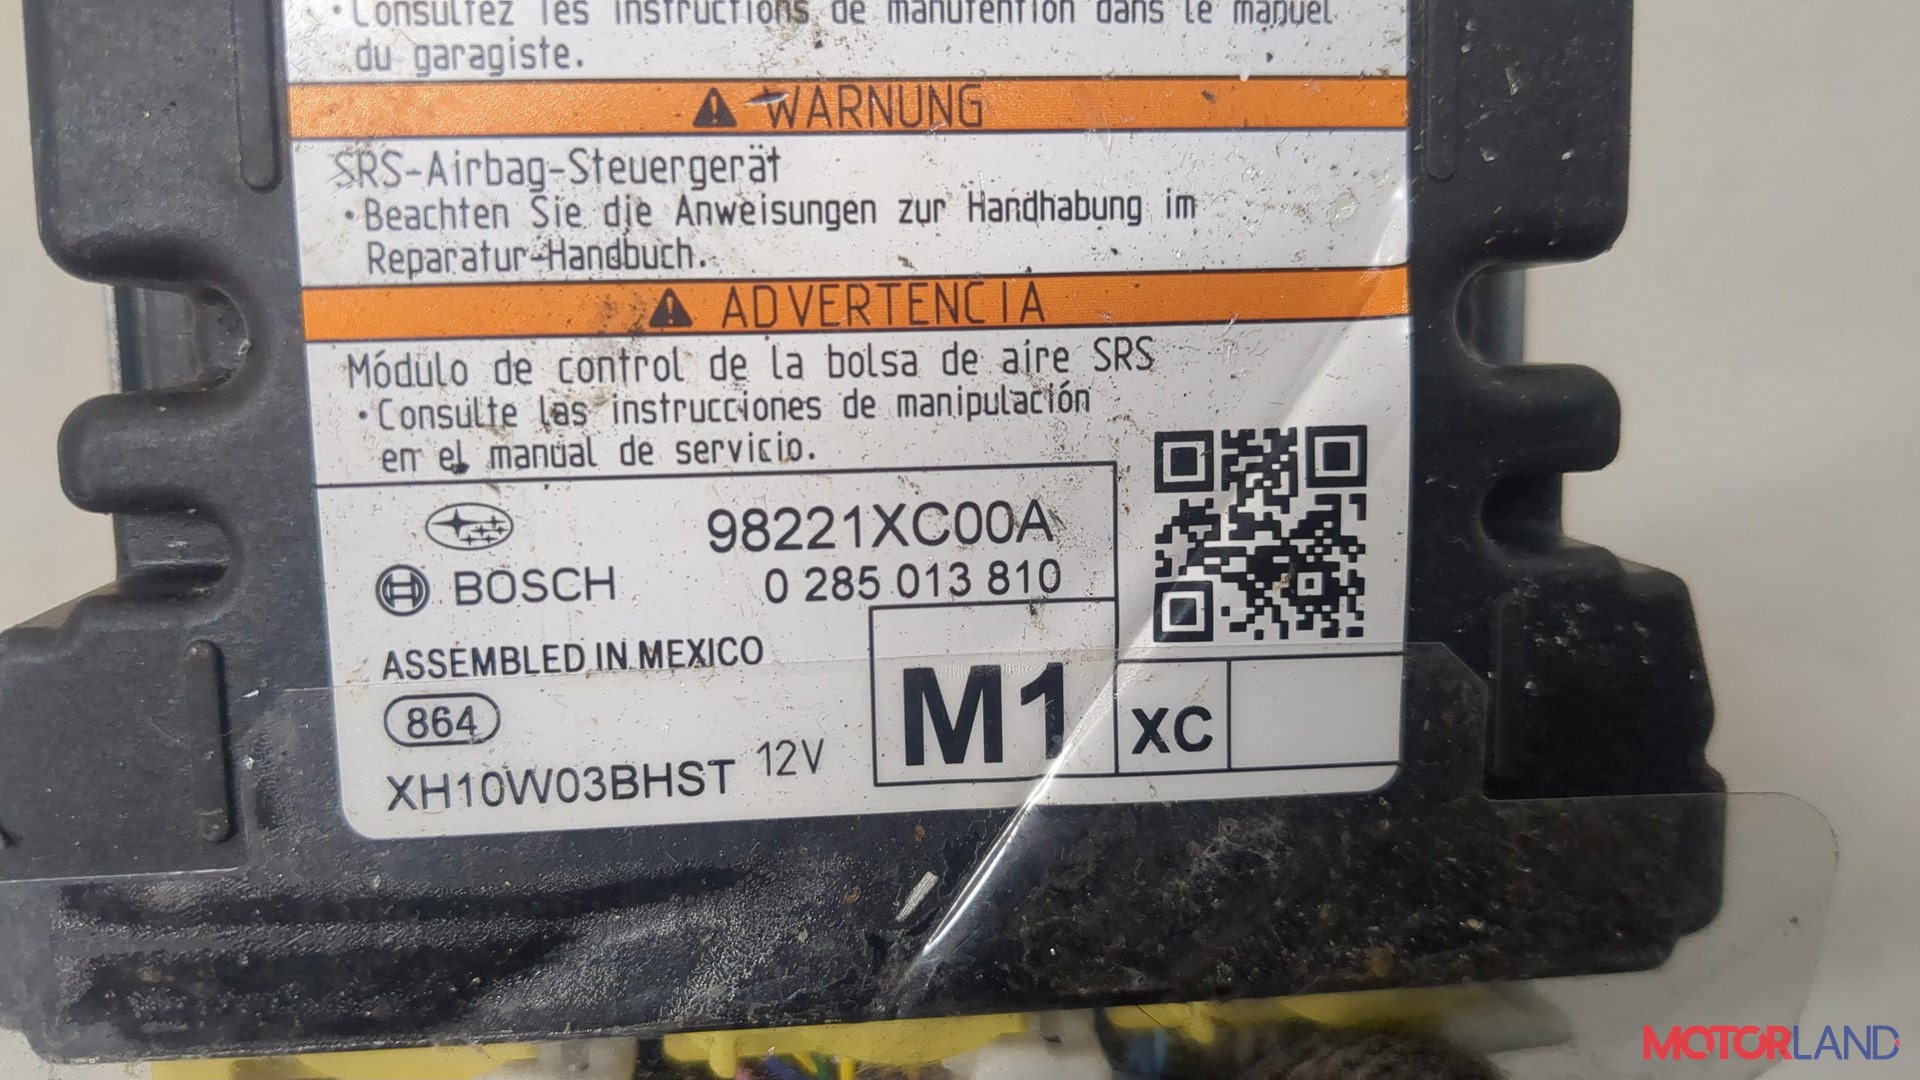 •Consultez les instructions de manutention dans le manuel
du garagiste.
WARNUNG
SRS-Airbag-Steuergerät
•Beachten Sie die Anweisungen zur Handhabung im
Reparatur-Handbuch.
ADVERTENCIA
Módulo de control de la bolsa de aire SRS
•Consulte las instrucciones de manipulación
en el manual de servicio.
98221XC00A
BOSCH 0 285 013 810
ASSEMBLED IN MEXICO
864
XH10W03BHST 12V
M1
XC
MOTORLAND